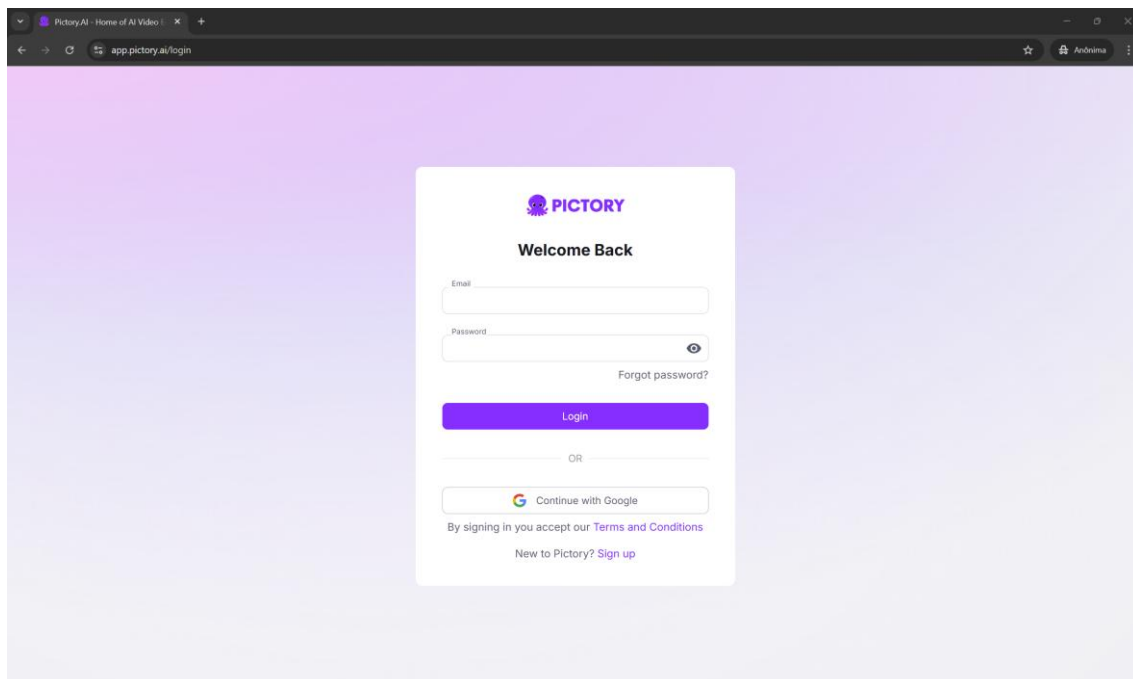 Pictory.AI - Home of AI Video
app.pictory.ai/login
Anônima
PICTORY
Welcome Back
Email
Password
Forgot password?
Login
OR
Continue with Google
By signing in you accept our Terms and Conditions
New to Pictory? Sign up